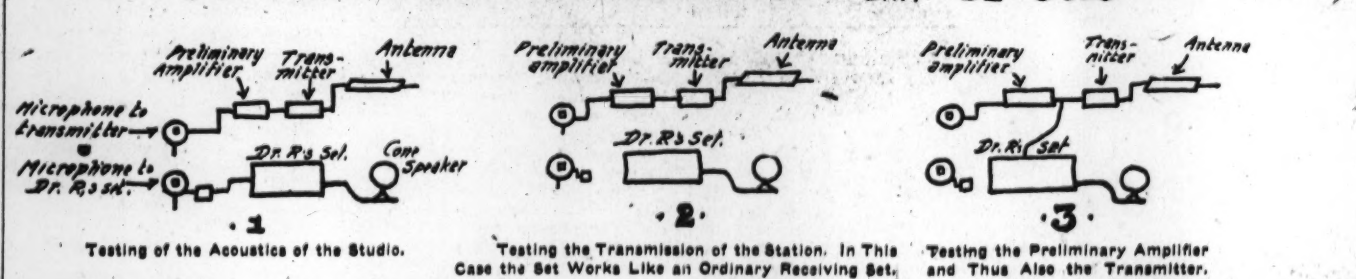 Preliminary
Amplifier
Trans-
mitter
Antenna
Microphone to
transmitter
Microphone to
Dr. R's set.
Dr. R's Set.
Cone
Speaker
·1
Testing of the Acoustics of the Studio.
Preliminary
amplifier
Trans-
mitter
Antenna
Dr. R's Set.
·2·
Testing the Transmission of the Station. In This
Case the Set Works Like an Ordinary Receiving Set.
Preliminary
amplifier
Trans-
mitter
Antenna
Dr. R's Set
·3·
Testing the Preliminary Amplifier
and Thus Also the Transmitter.